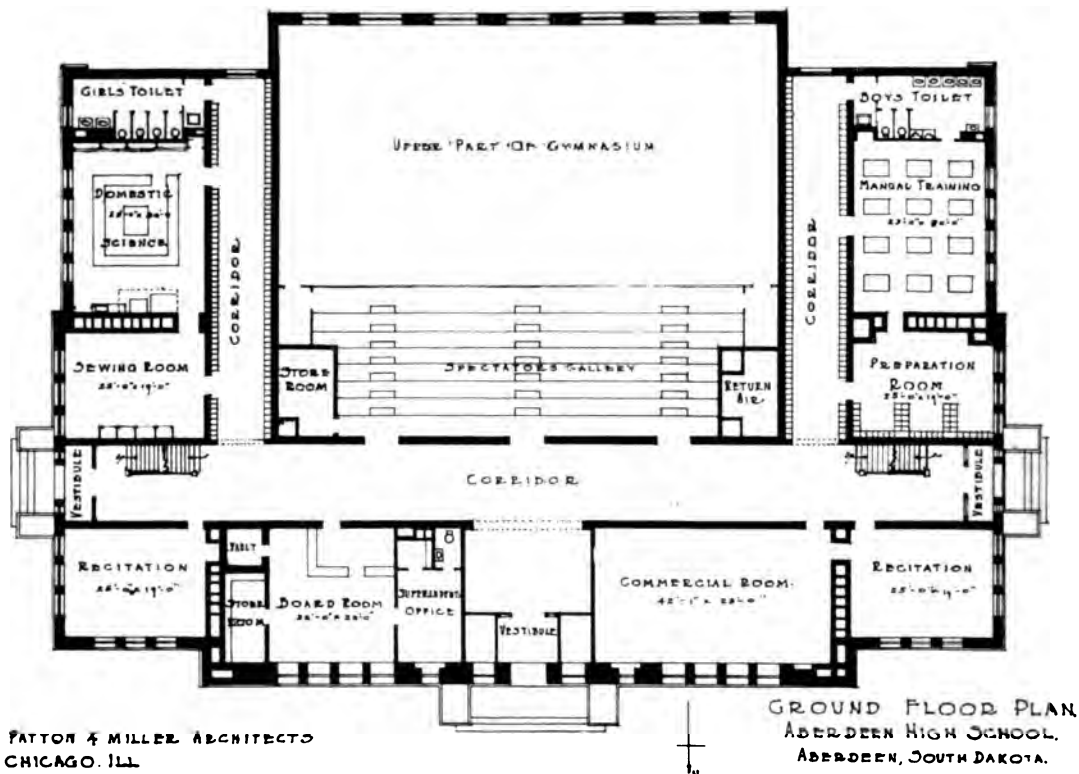 GIRLS TOILET
BOYS TOILET
UPPER PART OF GYMNASIUM
DOMESTIC
SCIENCE
MANUAL TRAINING
CORRIDOR
CORRIDOR
SEWING ROOM
STORE
ROOM
SPECTATORS GALLERY
RETURN
AIR
PREPARATION
ROOM
VESTIBULE
CORRIDOR
VESTIBULE
RECITATION
VAULT
STORE
ROOM
BOARD ROOM
OFFICE
VESTIBULE
COMMERCIAL ROOM
RECITATION
PATTON & MILLER ARCHITECTS
CHICAGO. ILL
GROUND FLOOR PLAN
ABERDEEN HIGH SCHOOL,
ABERDEEN, SOUTH DAKOTA.
N